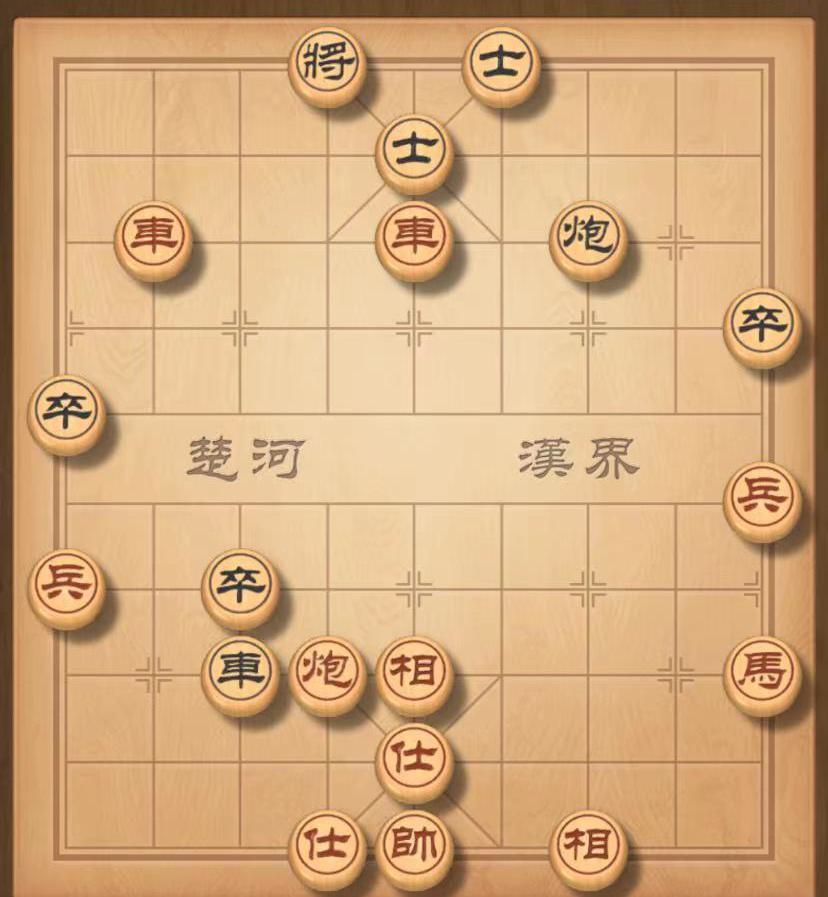 將 士
士
車 車 炮
卒
卒
楚河 漢界
兵
兵 卒
車 炮 相 馬
仕
仕 帥 相